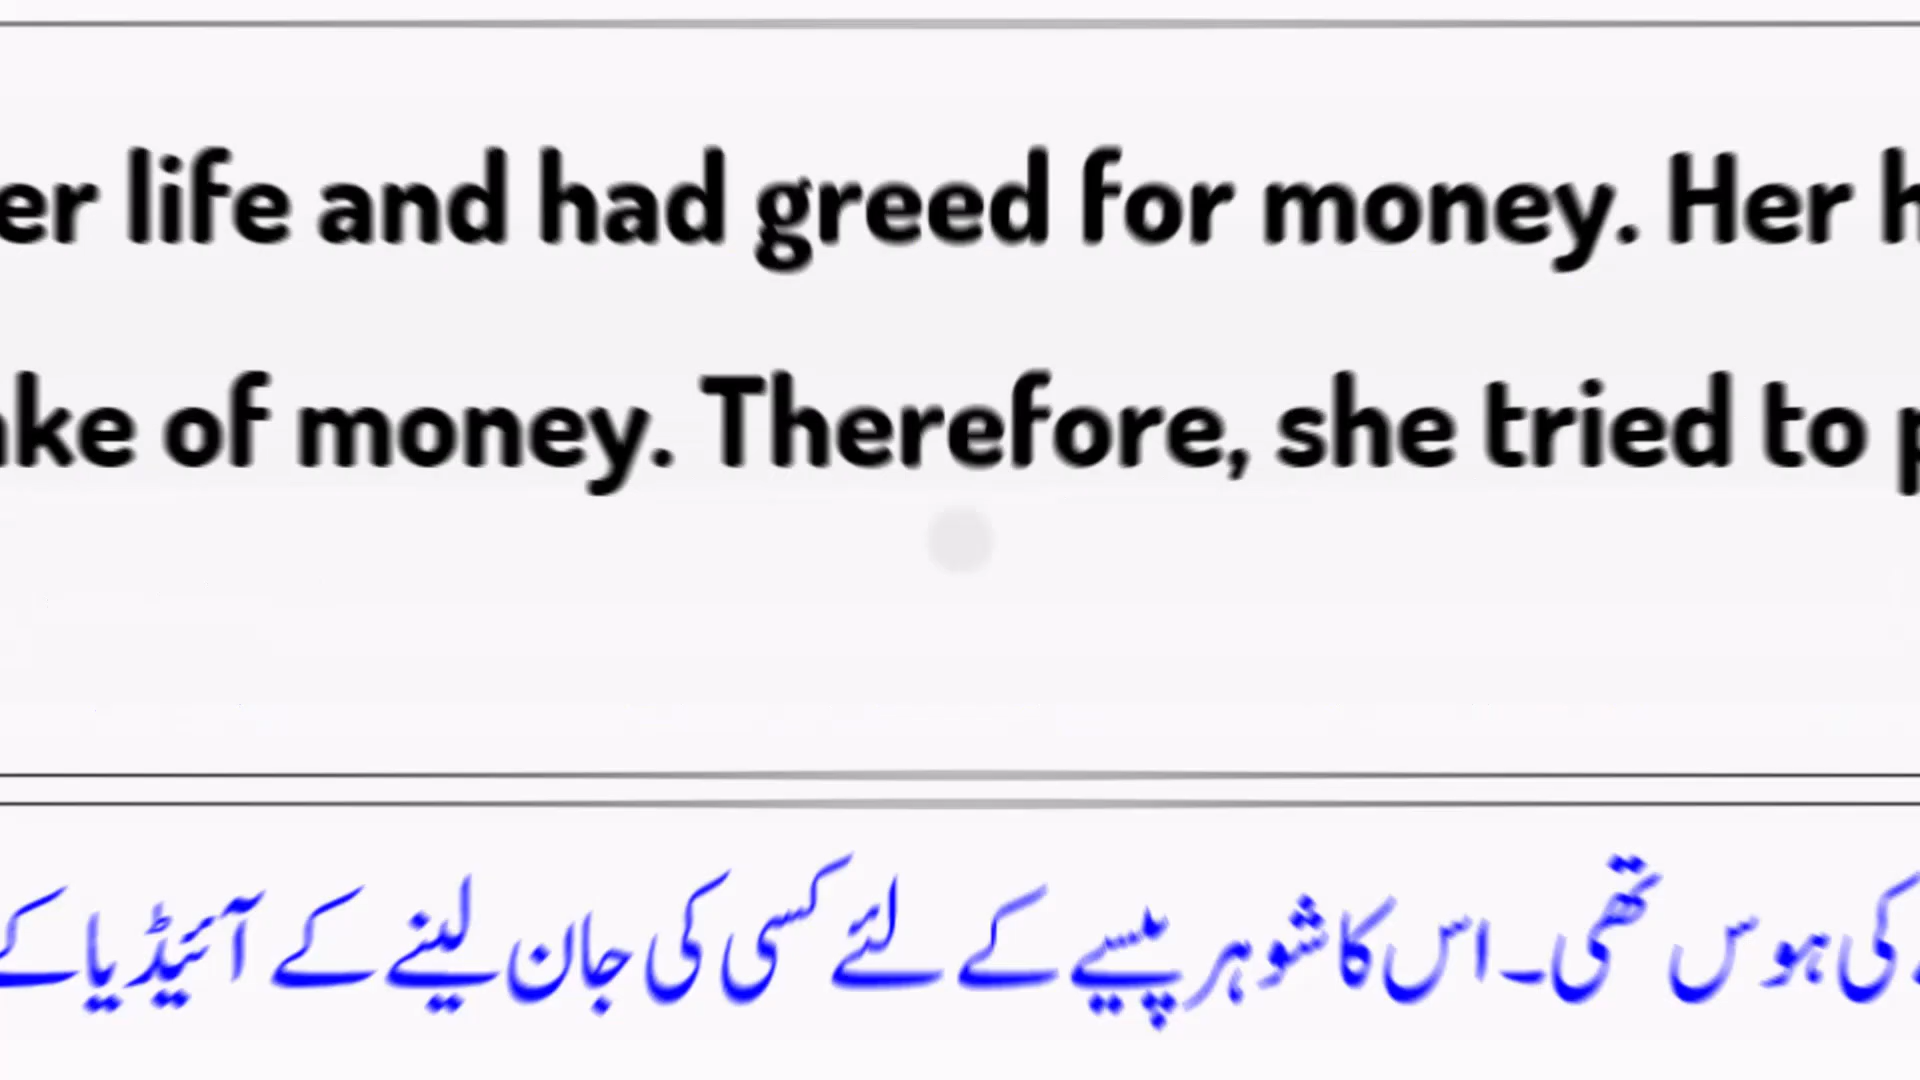 er life and had greed for money. Her h
ake of money. Therefore, she tried to p
کی ہوس تھی۔ اس کا شوہر پیسے کے لئے کسی کی جان لینے کے آئیڈیا کے